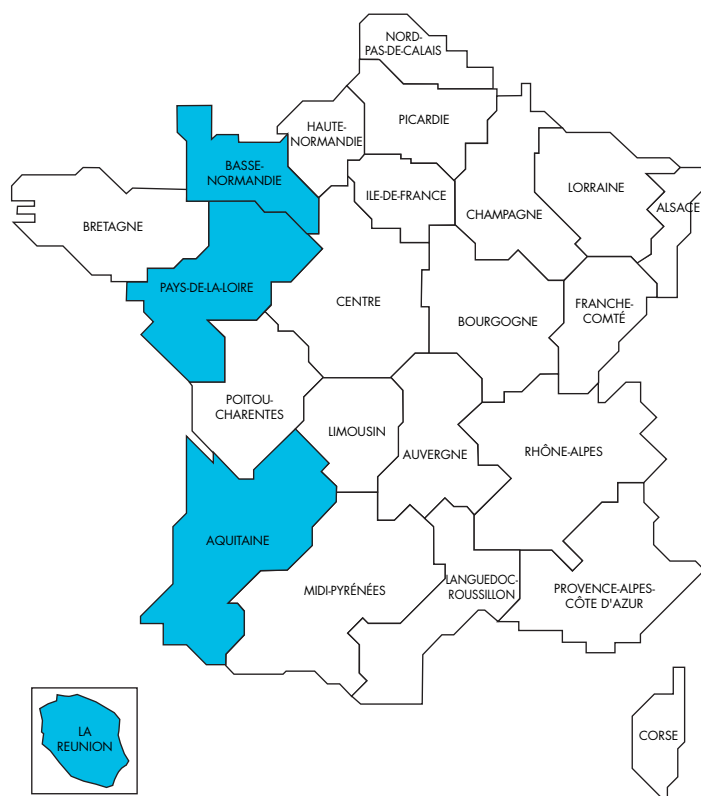 NORD-
PAS-DE-CALAIS
HAUTE-
NORMANDIE
PICARDIE
BASSE-
NORMANDIE
ILE-DE-FRANCE
CHAMPAGNE
LORRAINE
ALSACE
BRETAGNE
PAYS-DE-LA-LOIRE
CENTRE
BOURGOGNE
FRANCHE-
COMTÉ
POITOU-
CHARENTES
LIMOUSIN
AUVERGNE
RHÔNE-ALPES
AQUITAINE
MIDI-PYRÉNÉES
LANGUEDOC-
ROUSSILLON
PROVENCE-ALPES-
CÔTE D'AZUR
LA
REUNION
CORSE